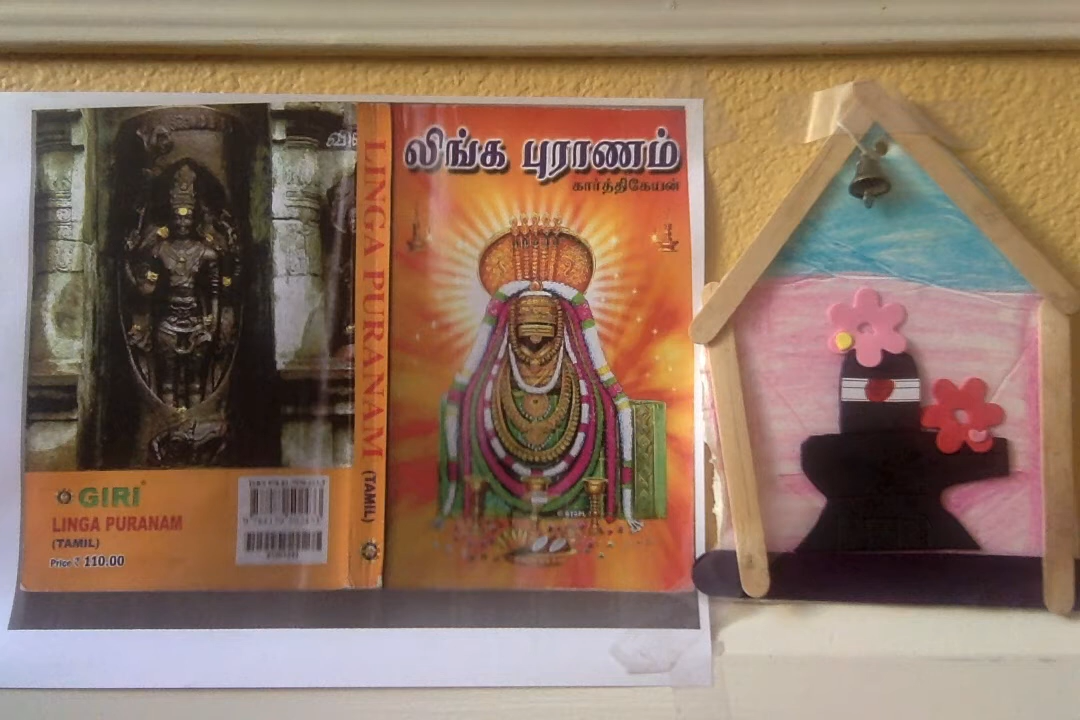 லிங்க புராணம்
கார்த்திகேயன்
LINGA PURANAM (TAMIL)
GIRI
LINGA PURANAM
(TAMIL)
Price ₹ 110.00